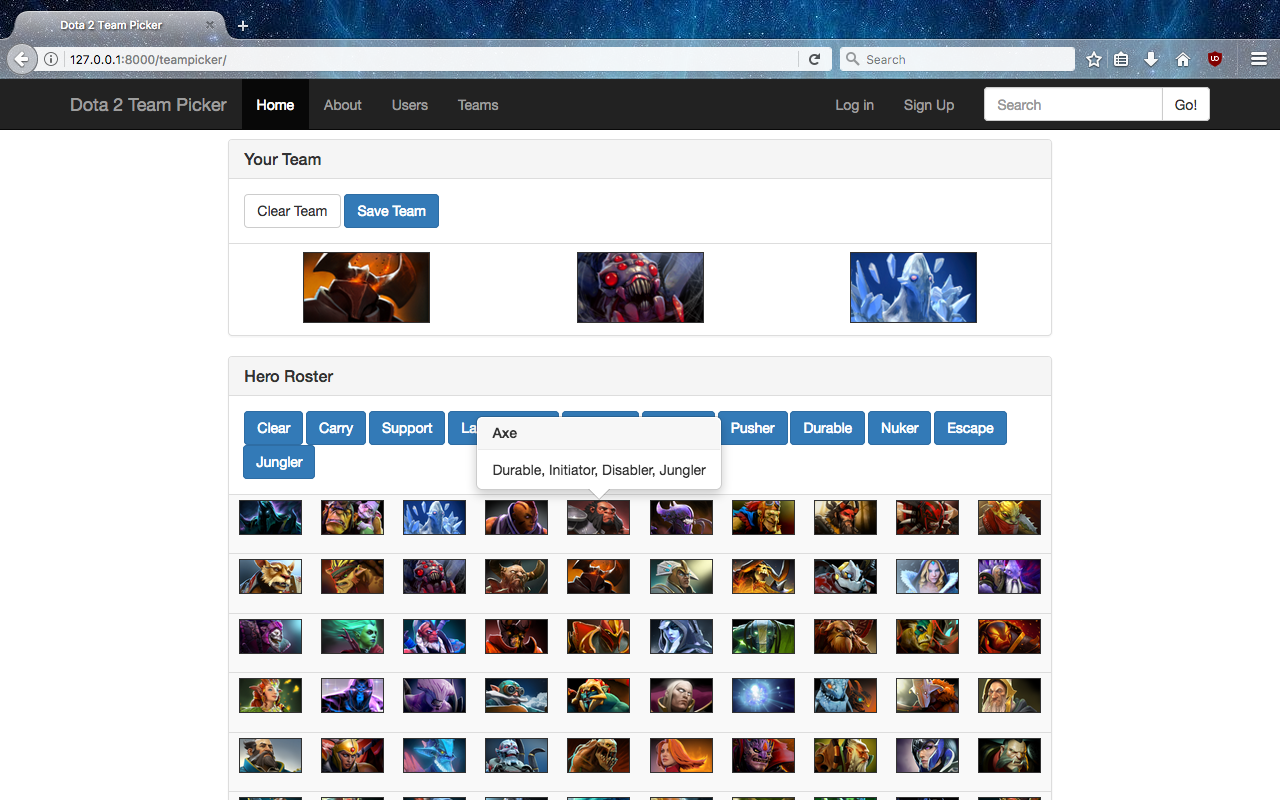 Dota 2 Team Picker
127.0.0.1:8000/teampicker/
Search
Dota 2 Team Picker Home About Users Teams Log in Sign Up Search Go!
Your Team
Clear Team Save Team
Hero Roster
Clear Carry Support Pusher Durable Nuker Escape
Jungler
Axe
Durable, Initiator, Disabler, Jungler